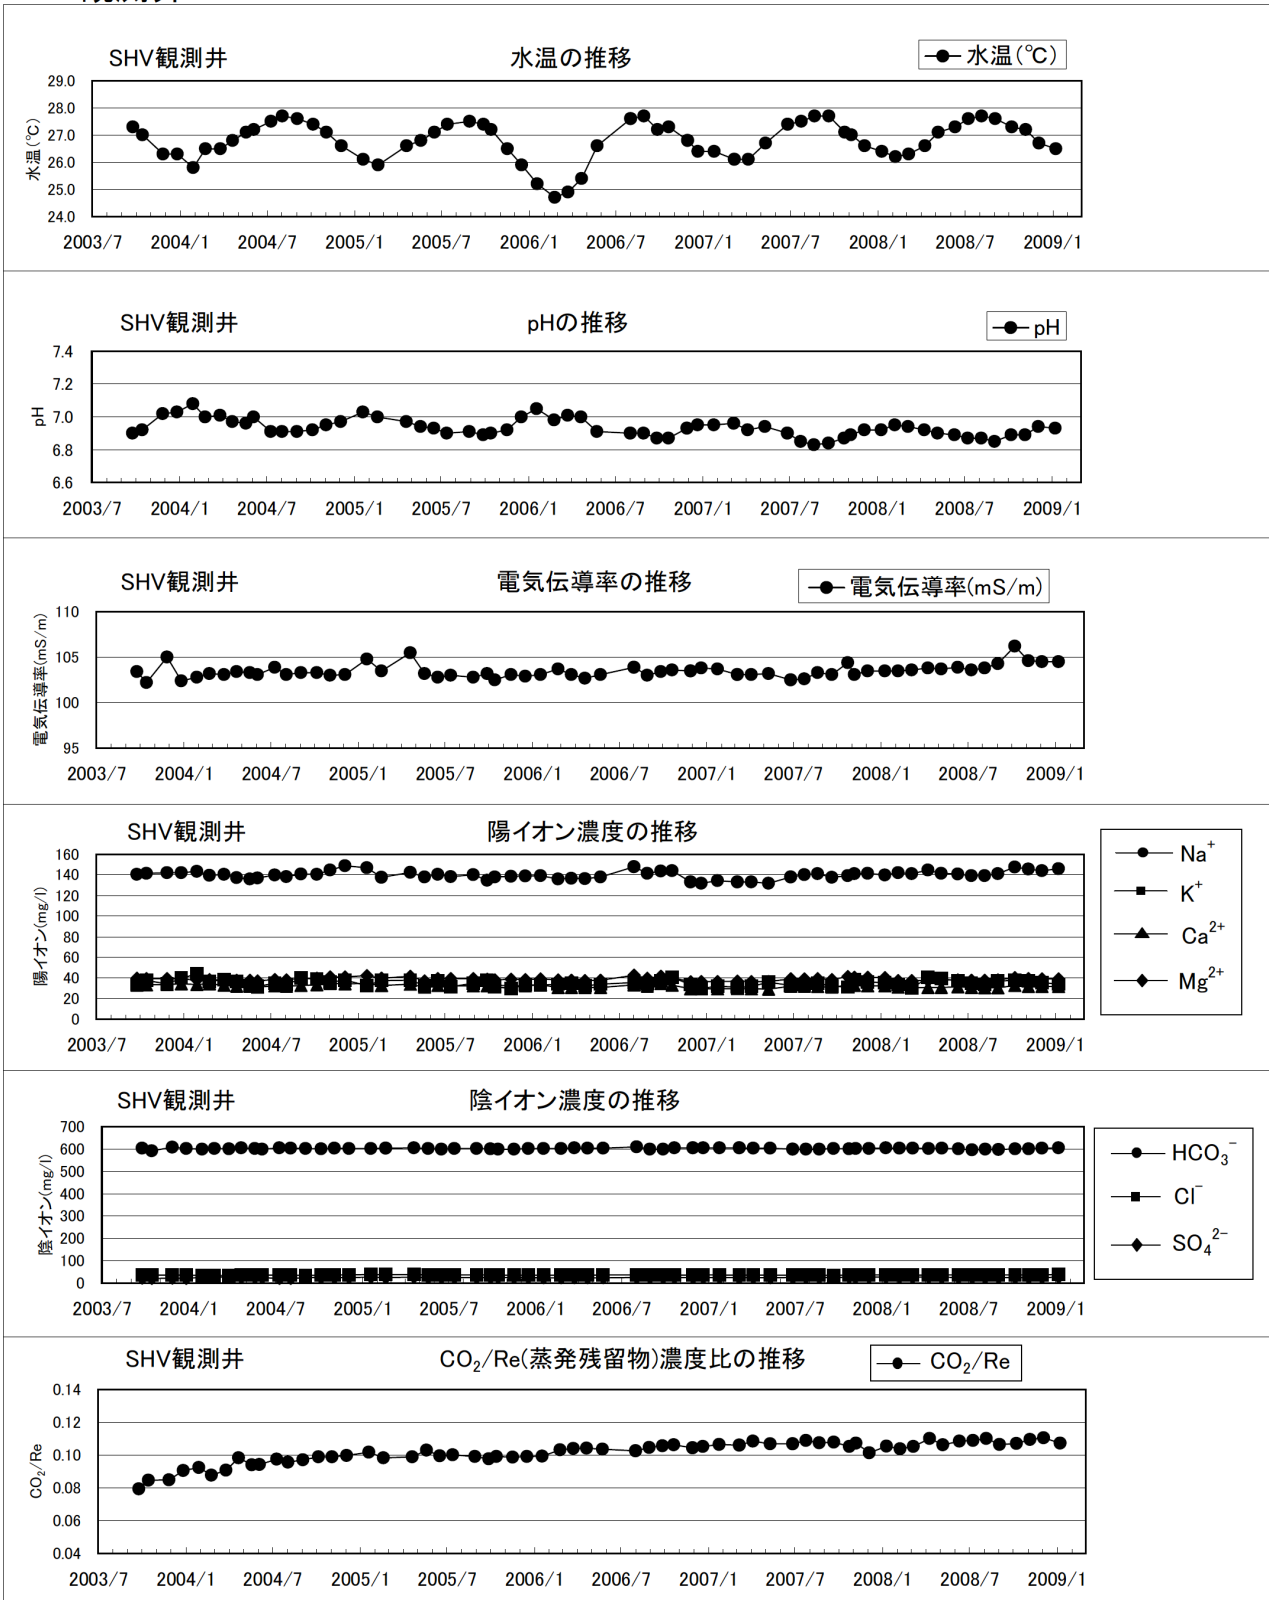 SHV観測井 水温の推移 水温(℃)
水温(℃)
29.0
28.0
27.0
26.0
25.0
24.0
2003/7 2004/1 2004/7 2005/1 2005/7 2006/1 2006/7 2007/1 2007/7 2008/1 2008/7 2009/1
SHV観測井 pHの推移 pH
pH
7.4
7.2
7.0
6.8
6.6
2003/7 2004/1 2004/7 2005/1 2005/7 2006/1 2006/7 2007/1 2007/7 2008/1 2008/7 2009/1
SHV観測井 電気伝導率の推移 電気伝導率(mS/m)
電気伝導率(mS/m)
110
105
100
95
2003/7 2004/1 2004/7 2005/1 2005/7 2006/1 2006/7 2007/1 2007/7 2008/1 2008/7 2009/1
SHV観測井 陽イオン濃度の推移
陽イオン(mg/l)
160
140
120
100
80
60
40
20
0
2003/7 2004/1 2004/7 2005/1 2005/7 2006/1 2006/7 2007/1 2007/7 2008/1 2008/7 2009/1
Na⁺
K⁺
Ca²⁺
Mg²⁺
SHV観測井 陰イオン濃度の推移
陰イオン(mg/l)
700
600
500
400
300
200
100
0
2003/7 2004/1 2004/7 2005/1 2005/7 2006/1 2006/7 2007/1 2007/7 2008/1 2008/7 2009/1
HCO₃⁻
Cl⁻
SO₄²⁻
SHV観測井 CO₂/Re(蒸発残留物)濃度比の推移 CO₂/Re
CO₂/Re
0.14
0.12
0.10
0.08
0.06
0.04
2003/7 2004/1 2004/7 2005/1 2005/7 2006/1 2006/7 2007/1 2007/7 2008/1 2008/7 2009/1